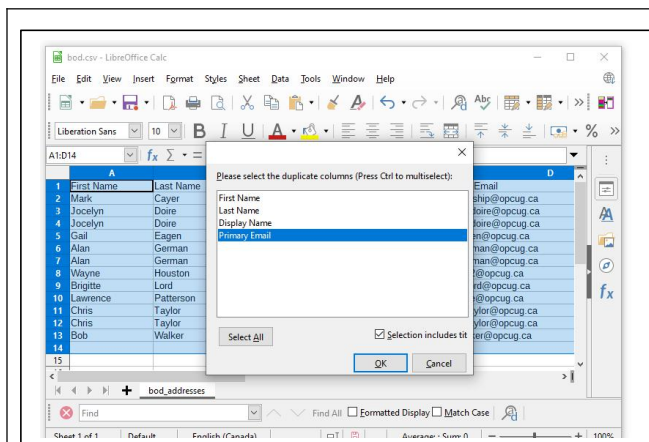 bod.csv - LibreOffice Calc
File Edit View Insert Format Styles Sheet Data Tools Window Help
Liberation Sans 10 B I U A % »
A1:D14 fx Σ =
Please select the duplicate columns (Press Ctrl to multiselect):
First Name
Last Name
Display Name
Primary Email
Select All
Selection includes tit
OK Cancel
A D
1 First Name Last Name Email
2 Mark Cayer ship@opcug.ca
3 Jocelyn Doire doire@opcug.ca
4 Jocelyn Doire doire@opcug.ca
5 Gail Eagen en@opcug.ca
6 Alan German man@opcug.ca
7 Alan German man@opcug.ca
8 Wayne Houston @opcug.ca
9 Brigitte Lord rd@opcug.ca
10 Lawrence Patterson e@opcug.ca
11 Chris Taylor ylor@opcug.ca
12 Chris Taylor ylor@opcug.ca
13 Bob Walker ker@opcug.ca
14
15
bod_addresses
Find Find All Formatted Display Match Case
Sheet 1 of 1 Default English (Canada) Average: ; Sum: 0 100%